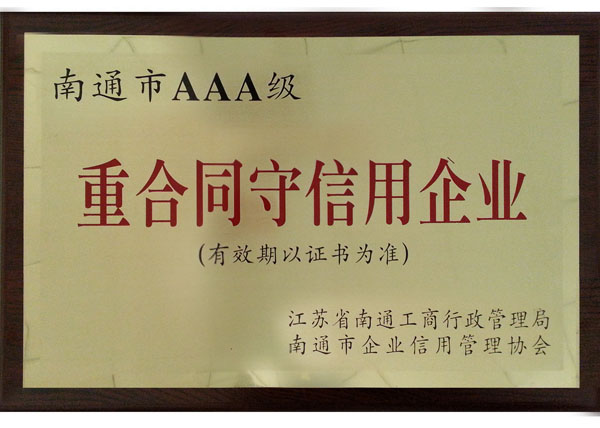 南通市AAA级
重合同守信用企业
(有效期以证书为准)
江苏省南通工商行政管理局
南通市企业信用管理协会